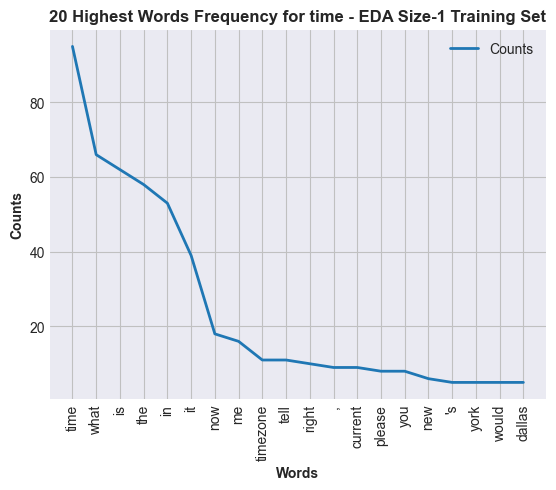 20 Highest Words Frequency for time - EDA Size-1 Training Set
Counts
Counts
80
60
40
20
time
what
is
the
in
it
now
me
timezone
tell
right
,
current
please
you
new
's
york
would
dallas
Words